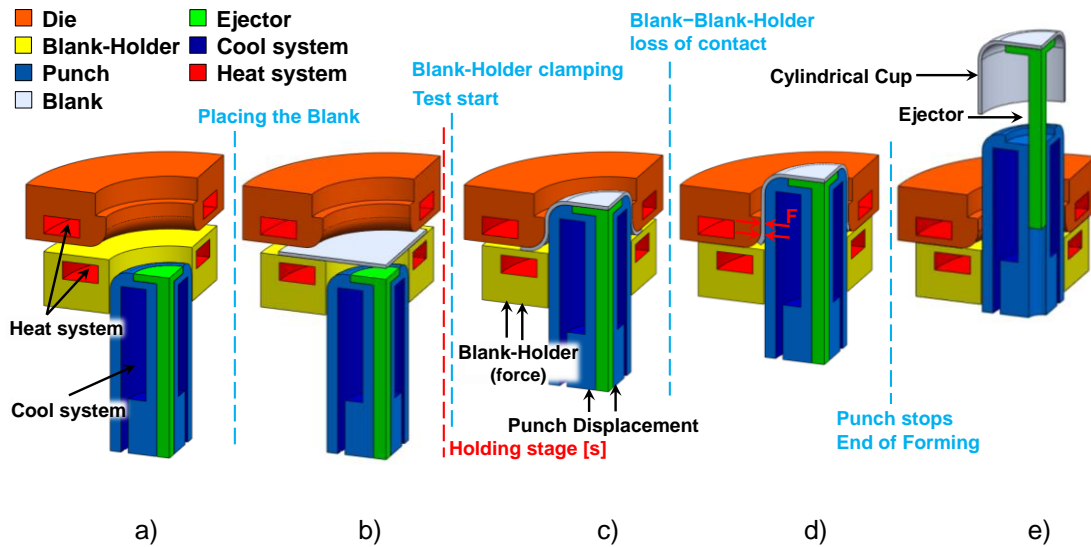 Die
Blank-Holder
Punch
Blank
Ejector
Cool system
Heat system
Placing the Blank
Blank-Holder clamping
Test start
Blank−Blank-Holder
loss of contact
Cylindrical Cup
Ejector
F
Heat system
Cool system
Blank-Holder
(force)
Punch Displacement
Holding stage [s]
Punch stops
End of Forming
a)
b)
c)
d)
e)